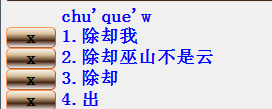 chu'que'w
x 1.除却我
x 2.除却巫山不是云
x 3.除却
x 4.出